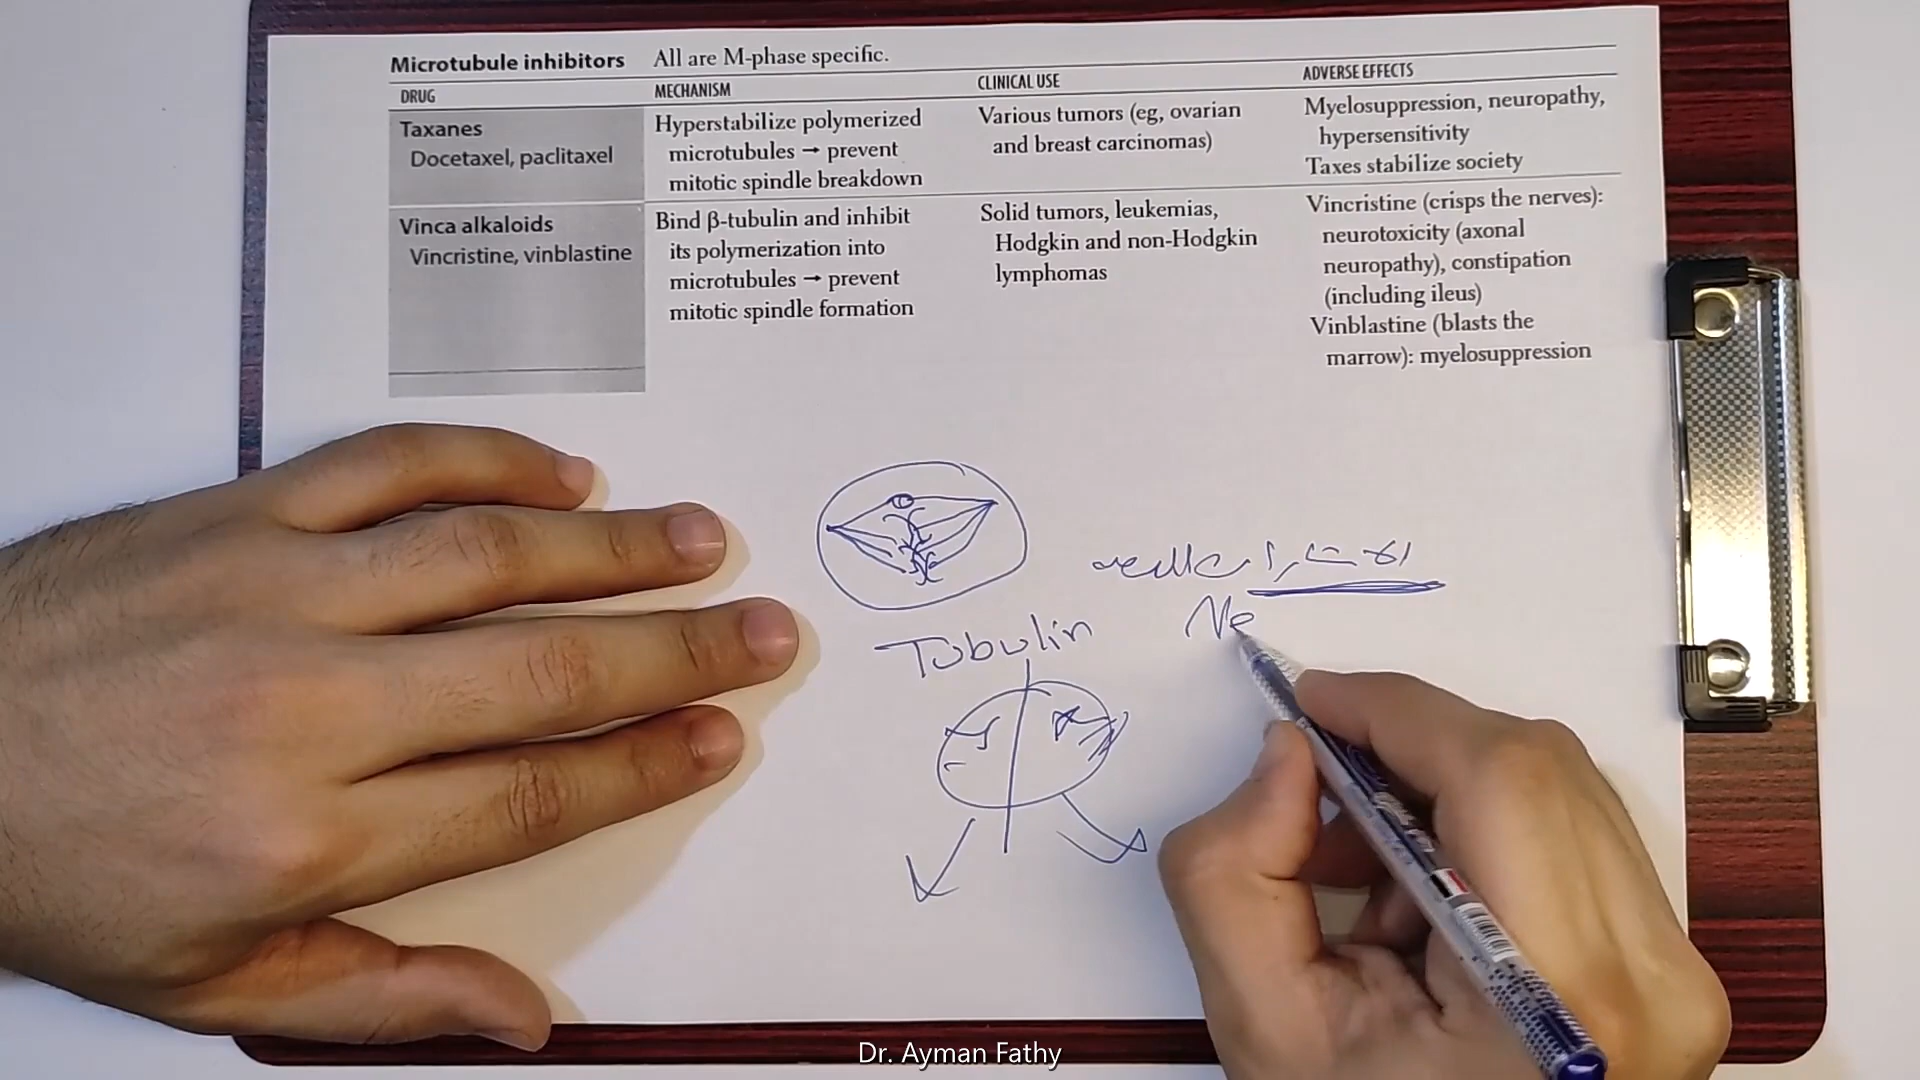 Microtubule inhibitors All are M-phase specific.
DRUG MECHANISM CLINICAL USE ADVERSE EFFECTS
Taxanes
Docetaxel, paclitaxel
Hyperstabilize polymerized
microtubules → prevent
mitotic spindle breakdown
Various tumors (eg, ovarian
and breast carcinomas)
Myelosuppression, neuropathy,
hypersensitivity
Taxes stabilize society
Vinca alkaloids
Vincristine, vinblastine
Bind β-tubulin and inhibit
its polymerization into
microtubules → prevent
mitotic spindle formation
Solid tumors, leukemias,
Hodgkin and non-Hodgkin
lymphomas
Vincristine (crisps the nerves):
neurotoxicity (axonal
neuropathy), constipation
(including ileus)
Vinblastine (blasts the
marrow): myelosuppression
Tubulin
Ne
Dr. Ayman Fathy